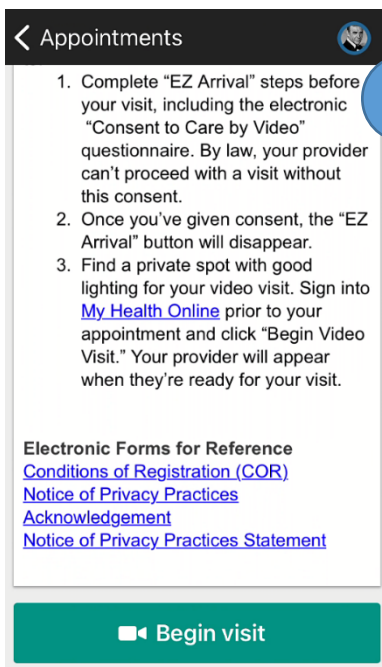 Appointments
1. Complete “EZ Arrival” steps before
your visit, including the electronic
“Consent to Care by Video”
questionnaire. By law, your provider
can’t proceed with a visit without
this consent.
2. Once you’ve given consent, the “EZ
Arrival” button will disappear.
3. Find a private spot with good
lighting for your video visit. Sign into
My Health Online prior to your
appointment and click “Begin Video
Visit.” Your provider will appear
when they’re ready for your visit.
Electronic Forms for Reference
Conditions of Registration (COR)
Notice of Privacy Practices
Acknowledgement
Notice of Privacy Practices Statement
Begin visit